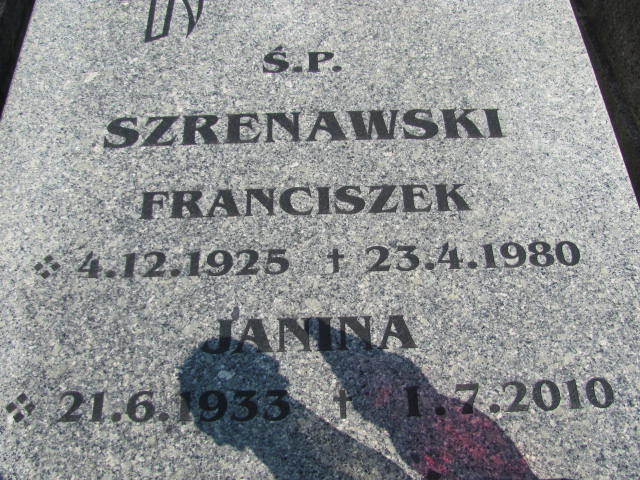 Ś.P.
SZRENAWSKI
FRANCISZEK
4.12.1925 † 23.4.1980
JANINA
21.6.1933 † 1.7.2010